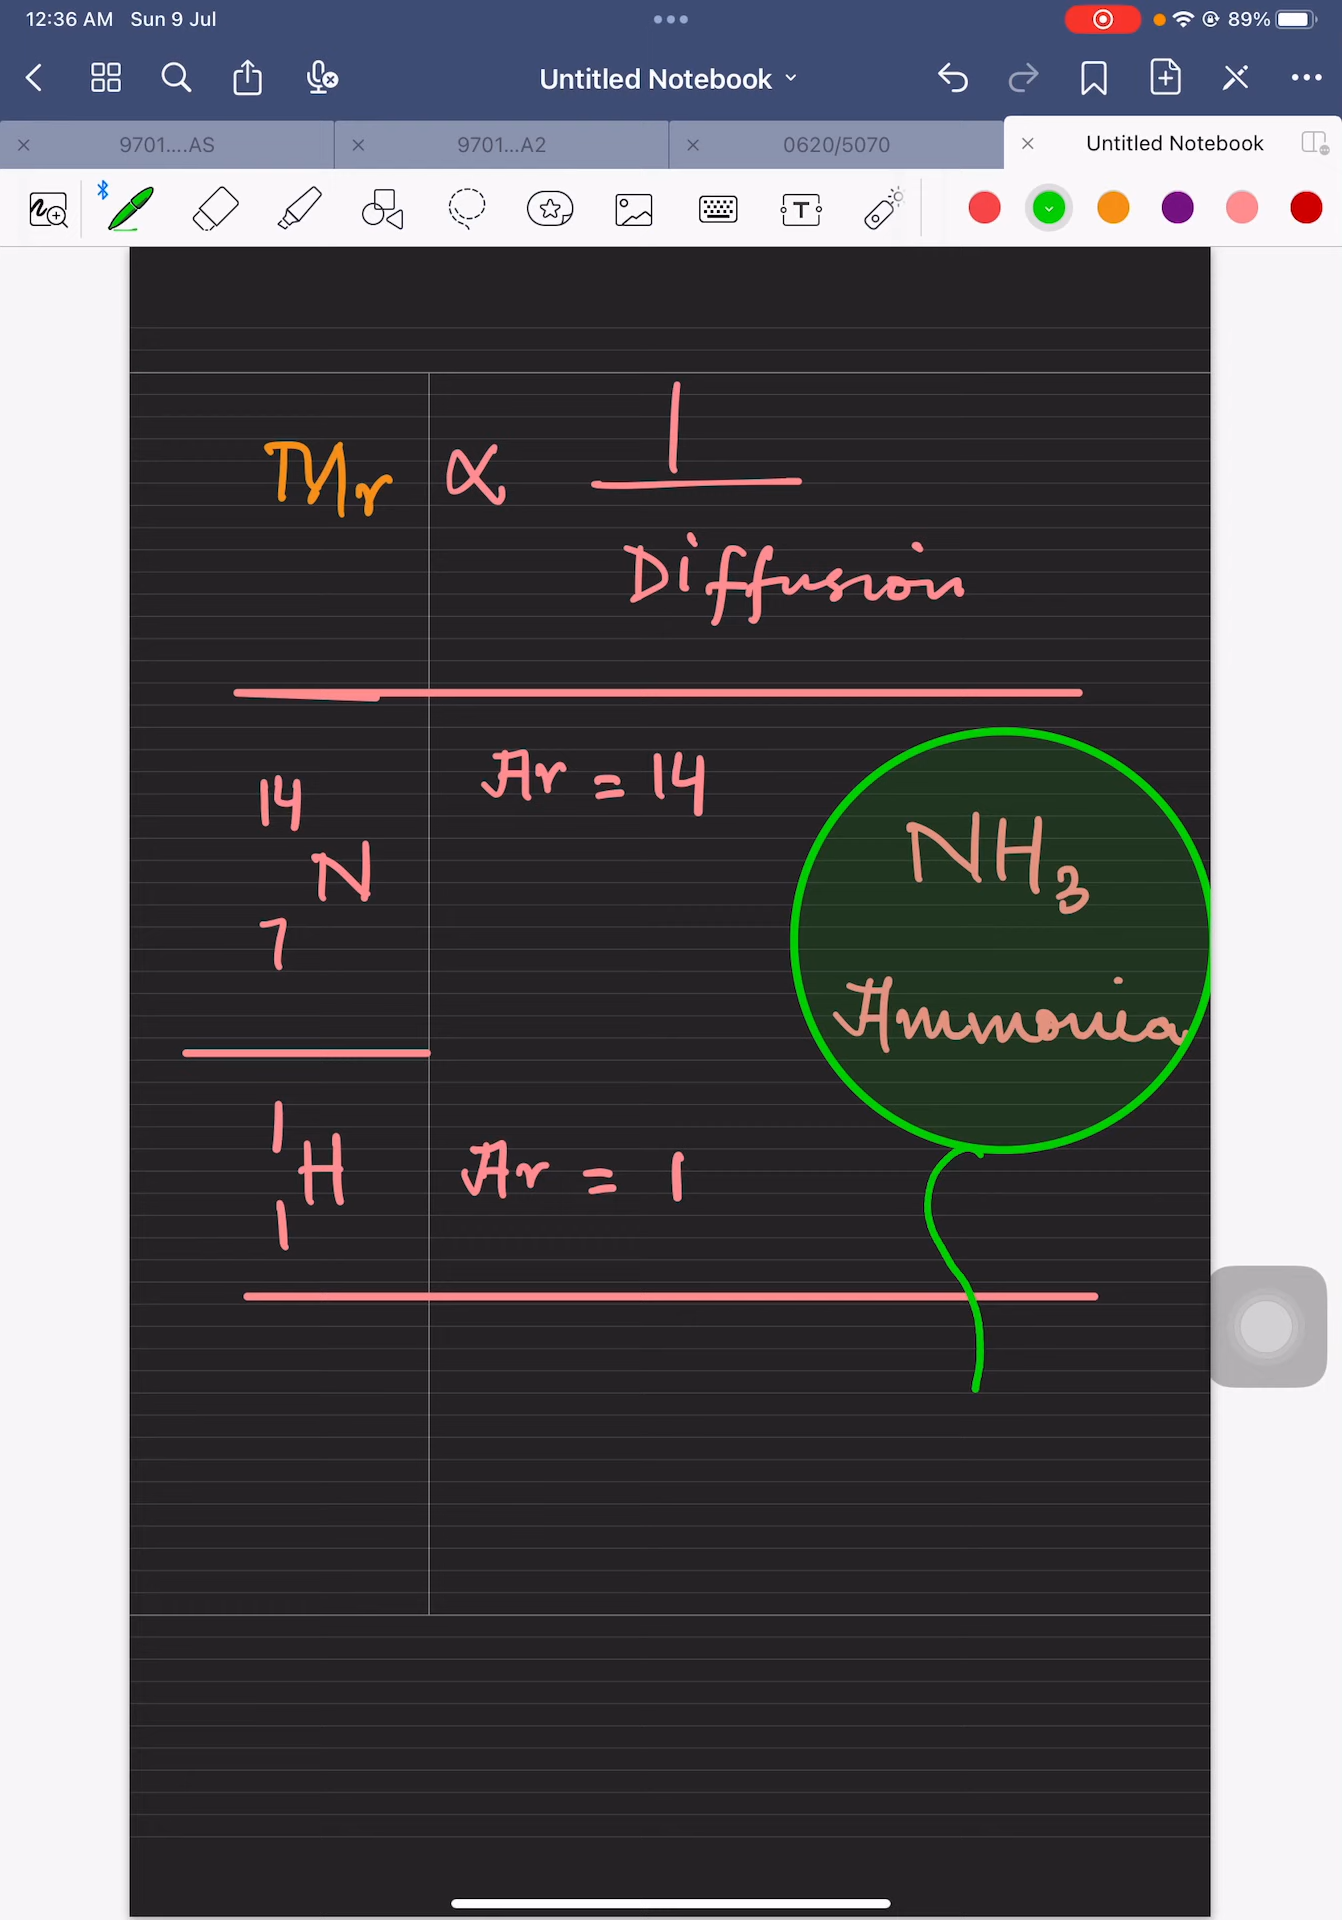 12:36 AM Sun 9 Jul 89%
Untitled Notebook
9701....AS 9701...A2 0620/5070 Untitled Notebook
T
Mr ∝ 1
Diffusion
14 N 7 Ar = 14
NH₃
Ammonia
1 H 1 Ar = 1